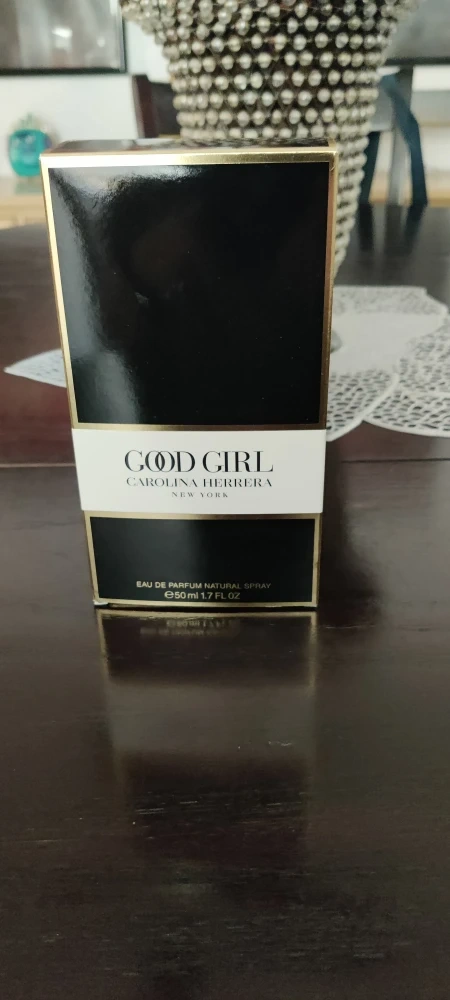 GOOD GIRL
CAROLINA HERRERA
NEW YORK
EAU DE PARFUM NATURAL SPRAY
℮50 ml 1.7 FL OZ